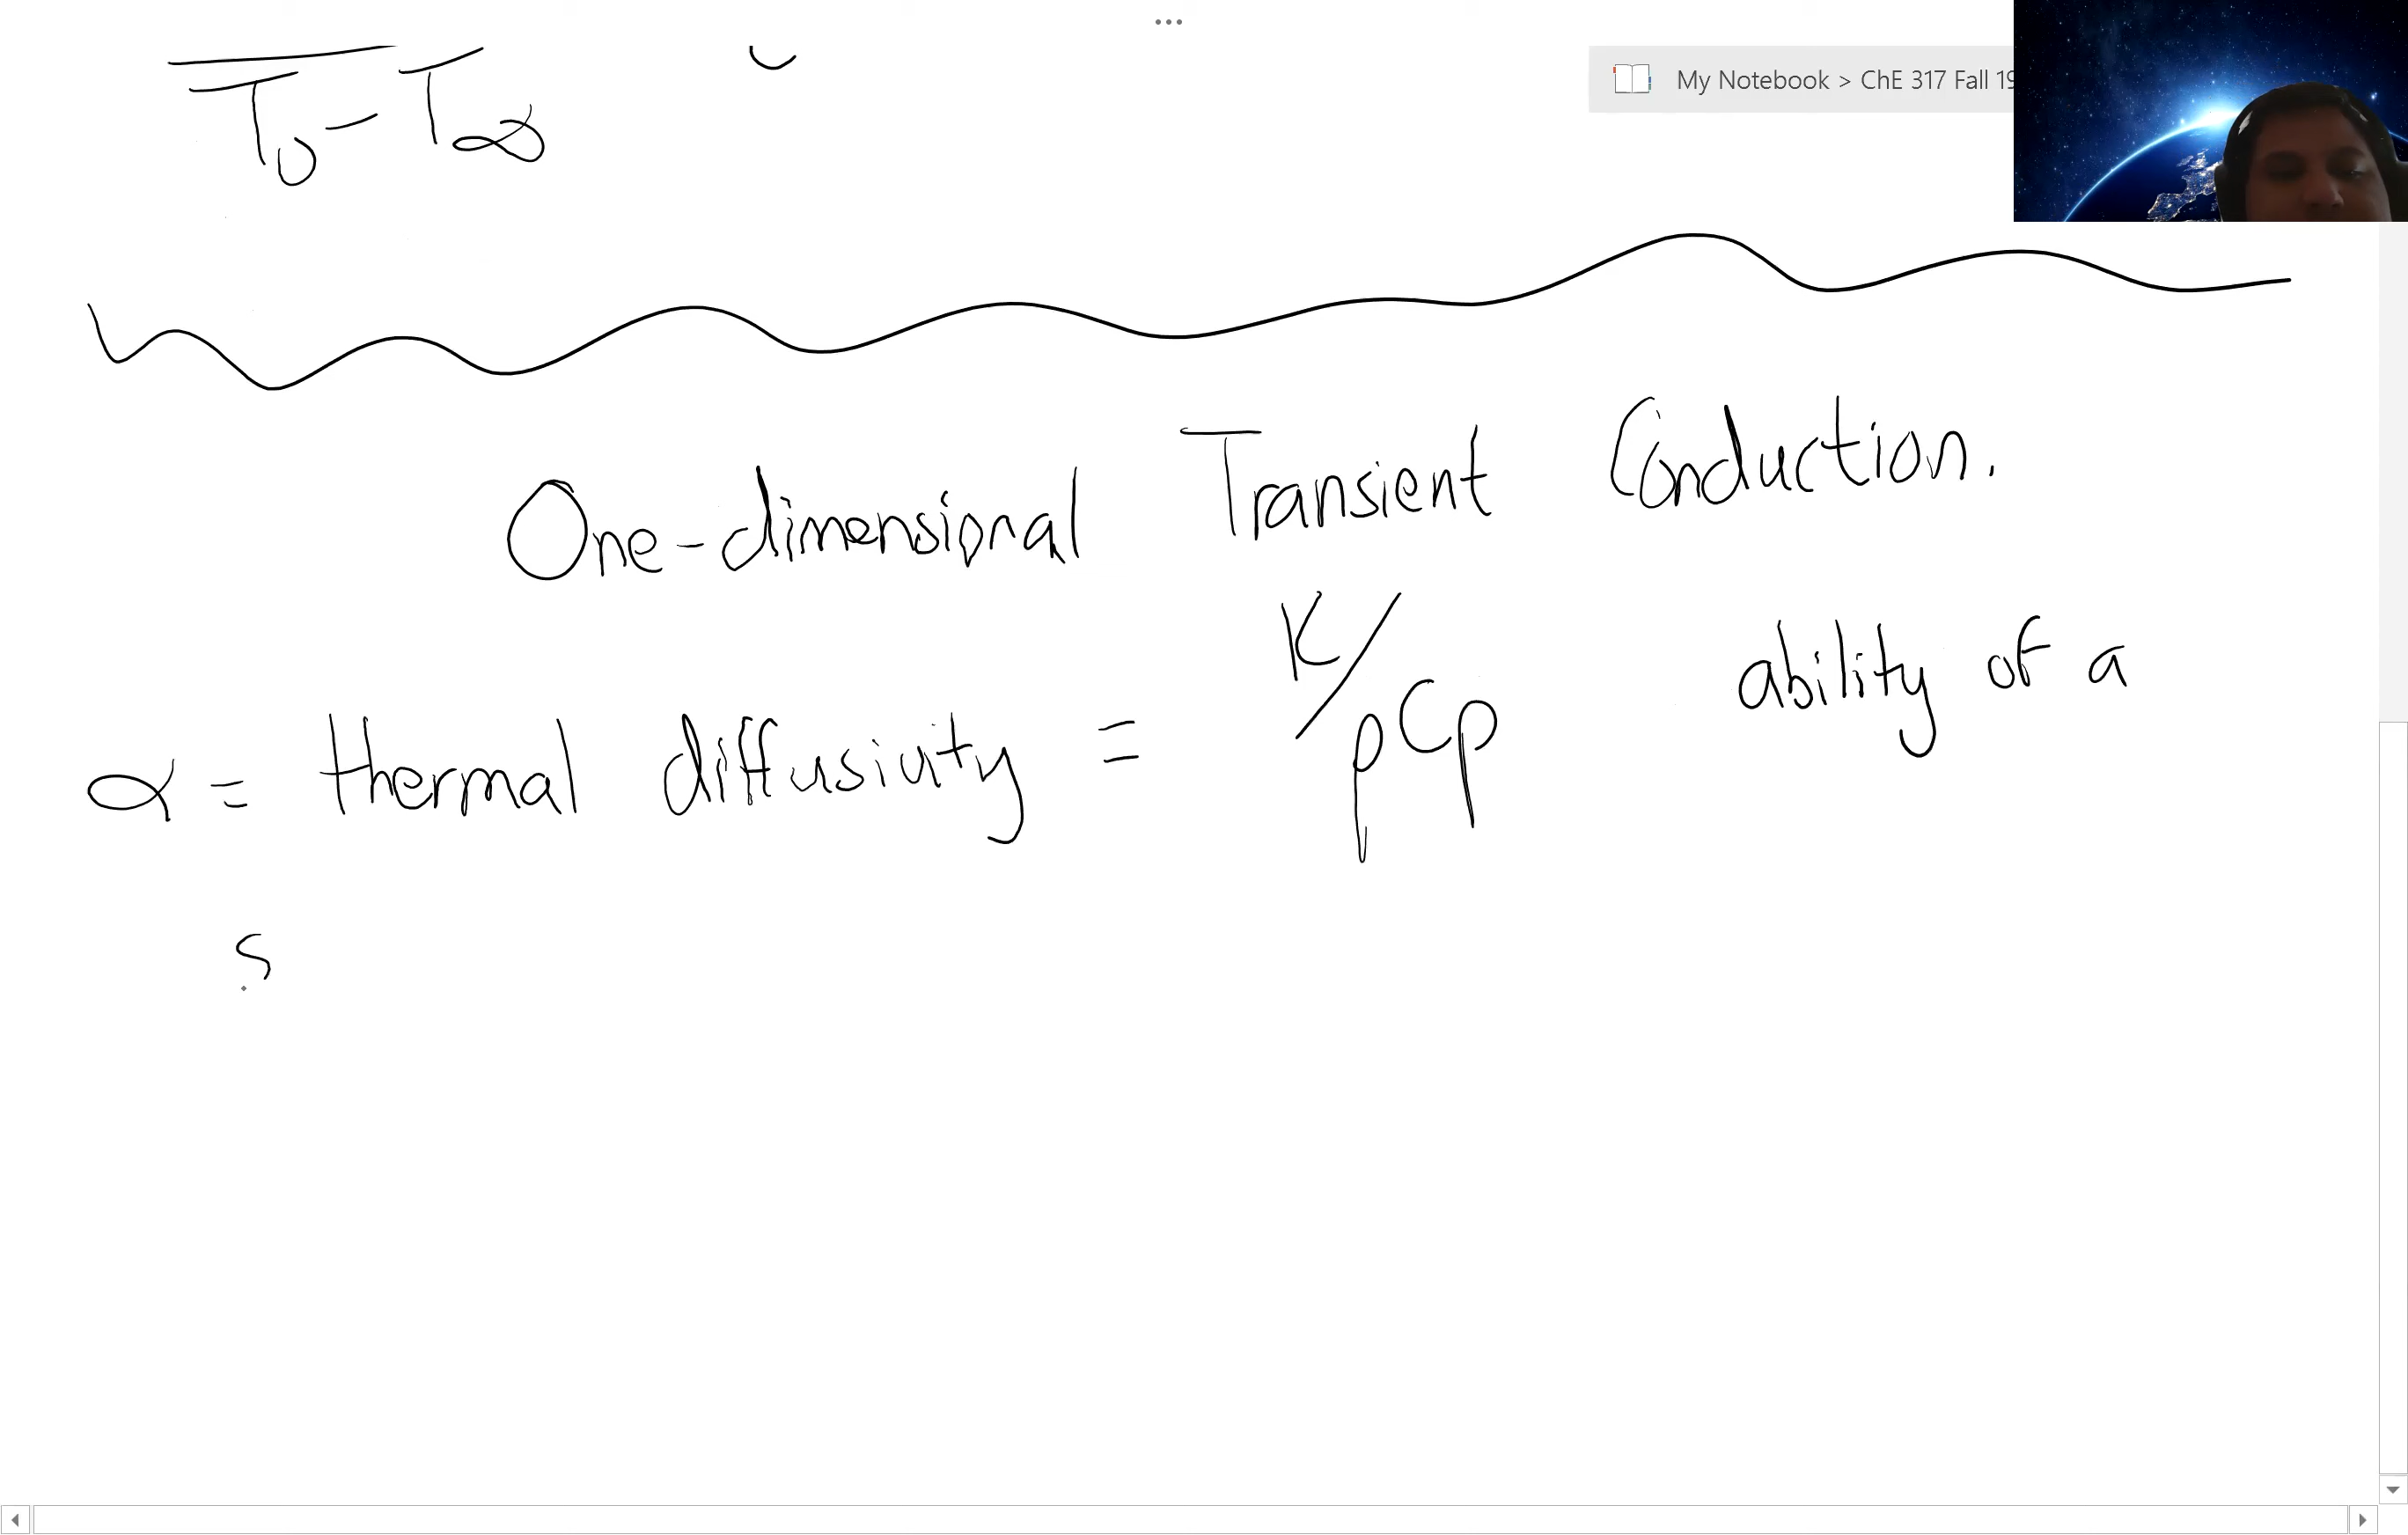 T₀ - T∞
My Notebook > ChE 317 Fall 19
One-dimensional Transient Conduction.
α = thermal diffusivity = K/ρCp ability of a
s